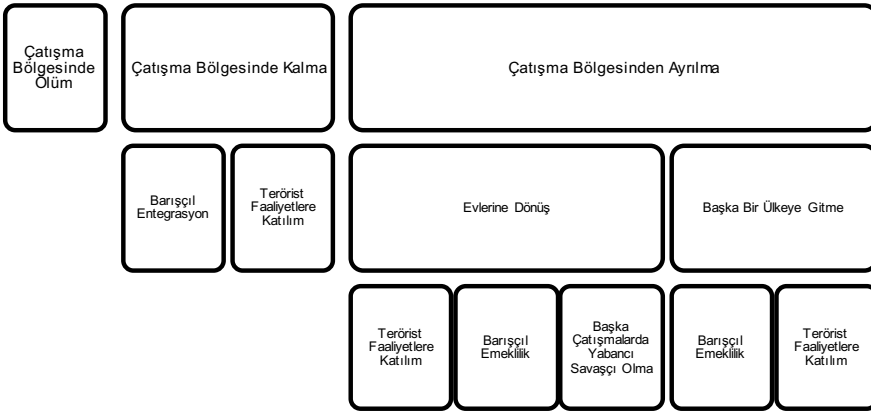 Çatışma
Bölgesinde
Ölüm
Çatışma Bölgesinde Kalma
Çatışma Bölgesinden Ayrılma
Barışçıl
Entegrasyon
Terörist
Faaliyetlere
Katılım
Evlerine Dönüş
Başka Bir Ülkeye Gitme
Terörist
Faaliyetlere
Katılım
Barışçıl
Emeklilik
Başka
Çatışmalarda
Yabancı
Savaşçı Olma
Barışçıl
Emeklilik
Terörist
Faaliyetlere
Katılım